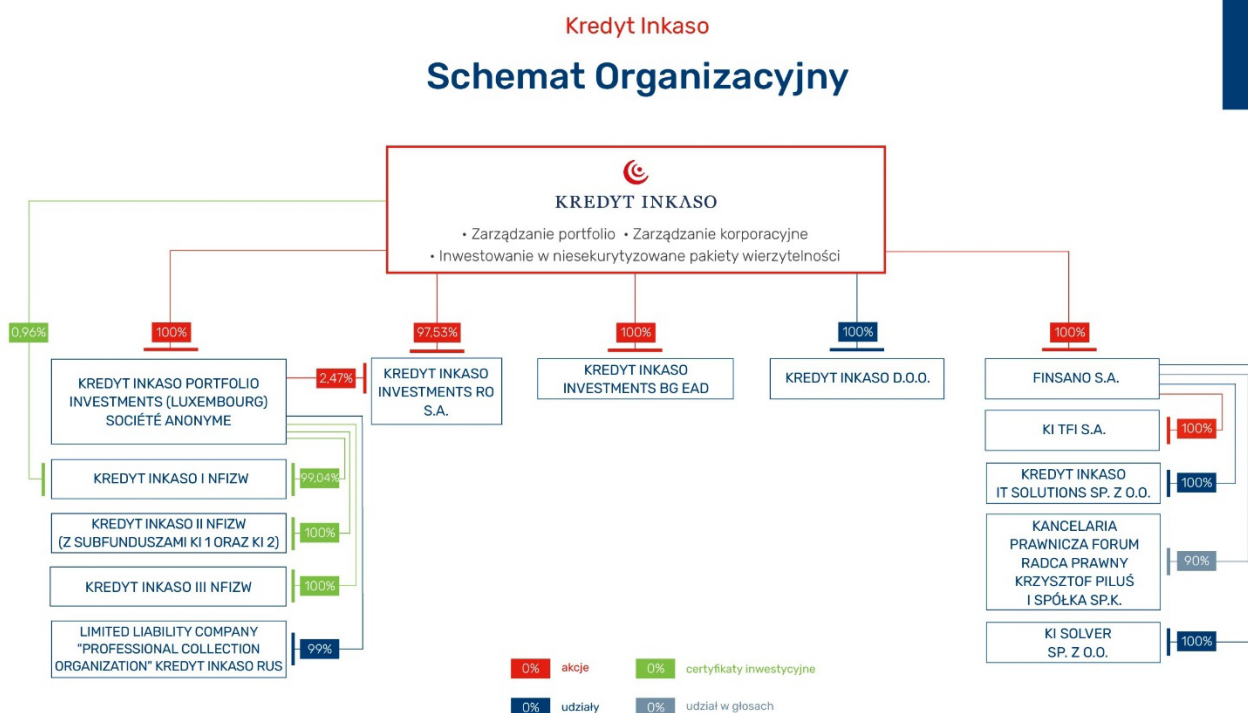 Kredyt Inkaso
Schemat Organizacyjny
KREDYT INKASO
• Zarządzanie portfolio • Zarządzanie korporacyjne
• Inwestowanie w niesekurytyzowane pakiety wierzytelności
0,96%
100%
97,53%
100%
100%
100%
KREDYT INKASO PORTFOLIO
INVESTMENTS (LUXEMBOURG)
SOCIÉTÉ ANONYME
2,47%
KREDYT INKASO
INVESTMENTS RO
S.A.
KREDYT INKASO
INVESTMENTS BG EAD
KREDYT INKASO D.O.O.
FINSANO S.A.
KI TFI S.A.
100%
KREDYT INKASO I NFIZW
99,04%
KREDYT INKASO
IT SOLUTIONS SP. Z O.O.
100%
KREDYT INKASO II NFIZW
(Z SUBFUNDUSZAMI KI 1 ORAZ KI 2)
100%
KANCELARIA
PRAWNICZA FORUM
RADCA PRAWNY
KRZYSZTOF PILUŚ
I SPÓŁKA SP.K.
90%
KREDYT INKASO III NFIZW
100%
LIMITED LIABILITY COMPANY
"PROFESSIONAL COLLECTION
ORGANIZATION" KREDYT INKASO RUS
99%
KI SOLVER
SP. Z O.O.
100%
0% akcje
0% certyfikaty inwestycyjne
0% udziały
0% udział w głosach